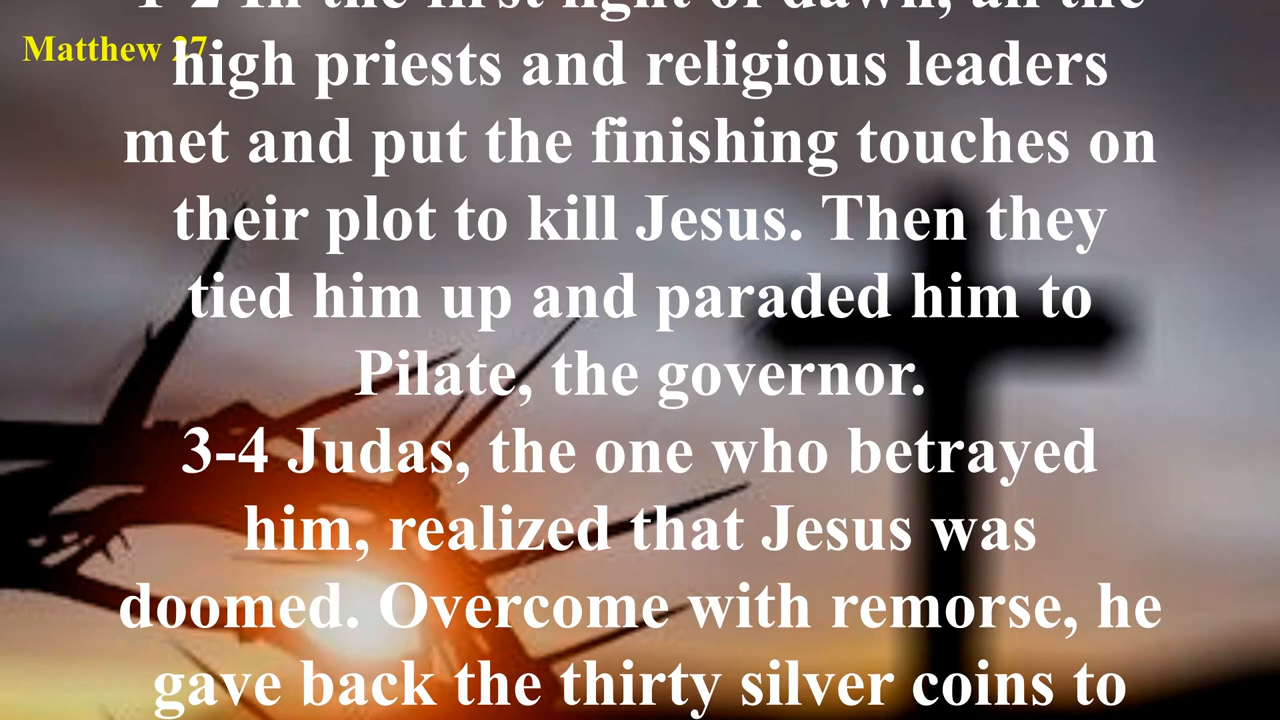 1-2 In the first light of dawn, all the
Matthew 27
high priests and religious leaders
met and put the finishing touches on
their plot to kill Jesus. Then they
tied him up and paraded him to
Pilate, the governor.
3-4 Judas, the one who betrayed
him, realized that Jesus was
doomed. Overcome with remorse, he
gave back the thirty silver coins to